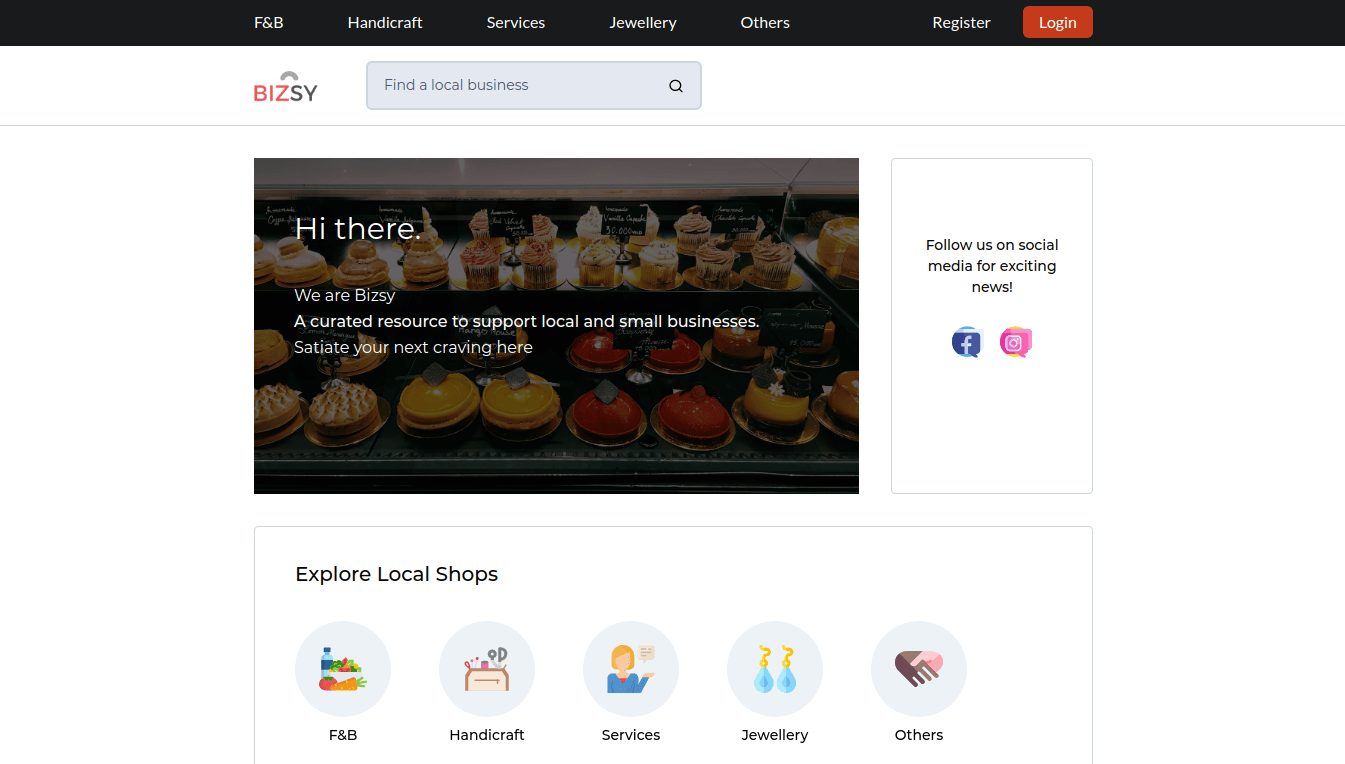 F&B Handicraft Services Jewellery Others Register Login
BIZSY
Find a local business
Hi there.
We are Bizsy
A curated resource to support local and small businesses.
Satiate your next craving here
Follow us on social
media for exciting
news!
Explore Local Shops
F&B Handicraft Services Jewellery Others